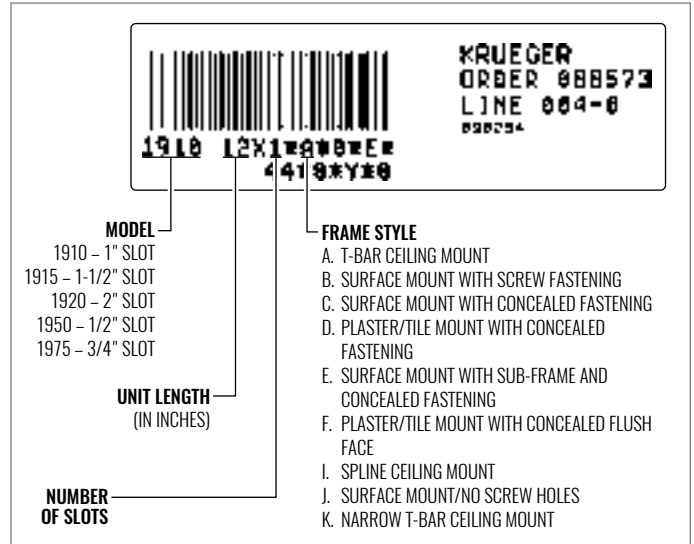 KRUEGER
ORDER 088573
LINE 004-0
1910 12X1*A*0*E*
4410*Y*0
MODEL
1910 – 1" SLOT
1915 – 1-1/2" SLOT
1920 – 2" SLOT
1950 – 1/2" SLOT
1975 – 3/4" SLOT
UNIT LENGTH
(IN INCHES)
NUMBER
OF SLOTS
FRAME STYLE
A. T-BAR CEILING MOUNT
B. SURFACE MOUNT WITH SCREW FASTENING
C. SURFACE MOUNT WITH CONCEALED FASTENING
D. PLASTER/TILE MOUNT WITH CONCEALED
FASTENING
E. SURFACE MOUNT WITH SUB-FRAME AND
CONCEALED FASTENING
F. PLASTER/TILE MOUNT WITH CONCEALED FLUSH
FACE
I. SPLINE CEILING MOUNT
J. SURFACE MOUNT/NO SCREW HOLES
K. NARROW T-BAR CEILING MOUNT